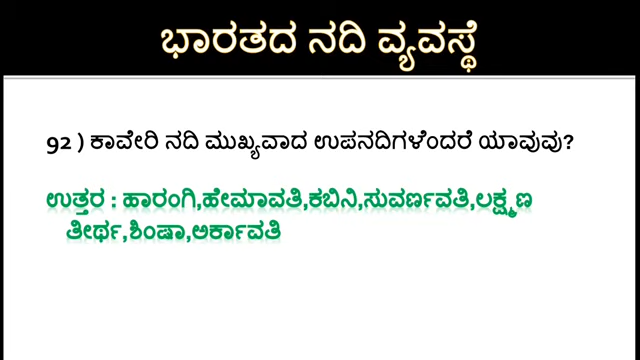 ಭಾರತದ ನದಿ ವ್ಯವಸ್ಥೆ
92 ) ಕಾವೇರಿ ನದಿ ಮುಖ್ಯವಾದ ಉಪನದಿಗಳೆಂದರೆ ಯಾವುವು?
ಉತ್ತರ : ಹಾರಂಗಿ,ಹೇಮಾವತಿ,ಕಬಿನಿ,ಸುವರ್ಣವತಿ,ಲಕ್ಷ್ಮಣ
ತೀರ್ಥ,ಶಿಂಷಾ,ಅರ್ಕಾವತಿ